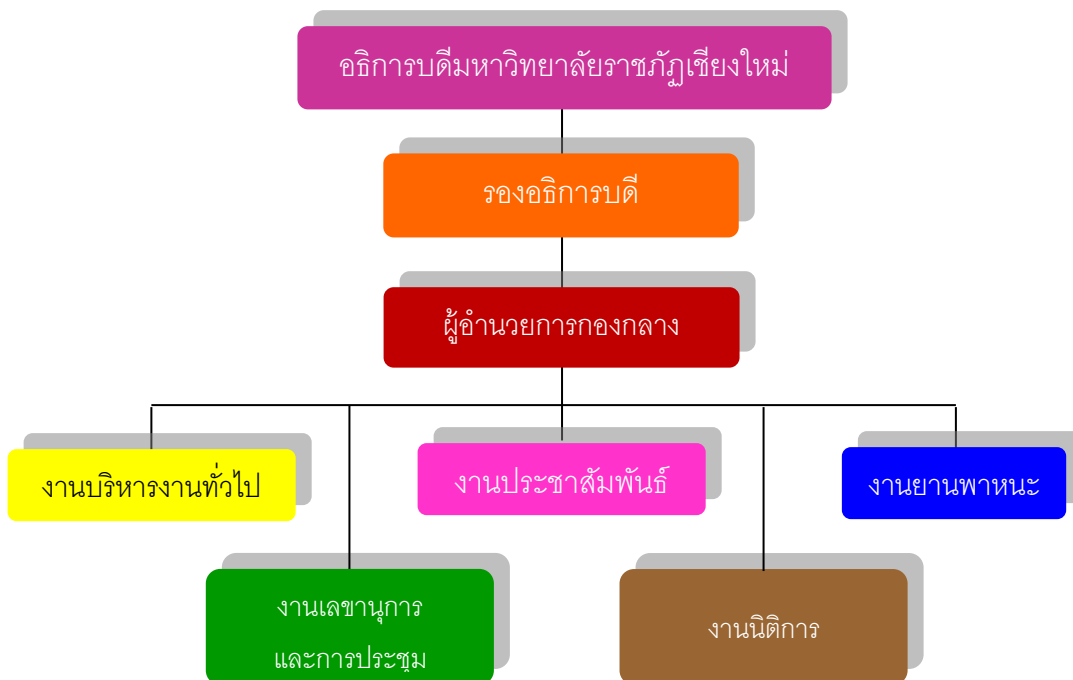 อธิการบดีมหาวิทยาลัยราชภัฏเชียงใหม่
รองอธิการบดี
ผู้อำนวยการกองกลาง
งานบริหารงานทั่วไป
งานประชาสัมพันธ์
งานยานพาหนะ
งานเลขานุการ
และการประชุม
งานนิติการ